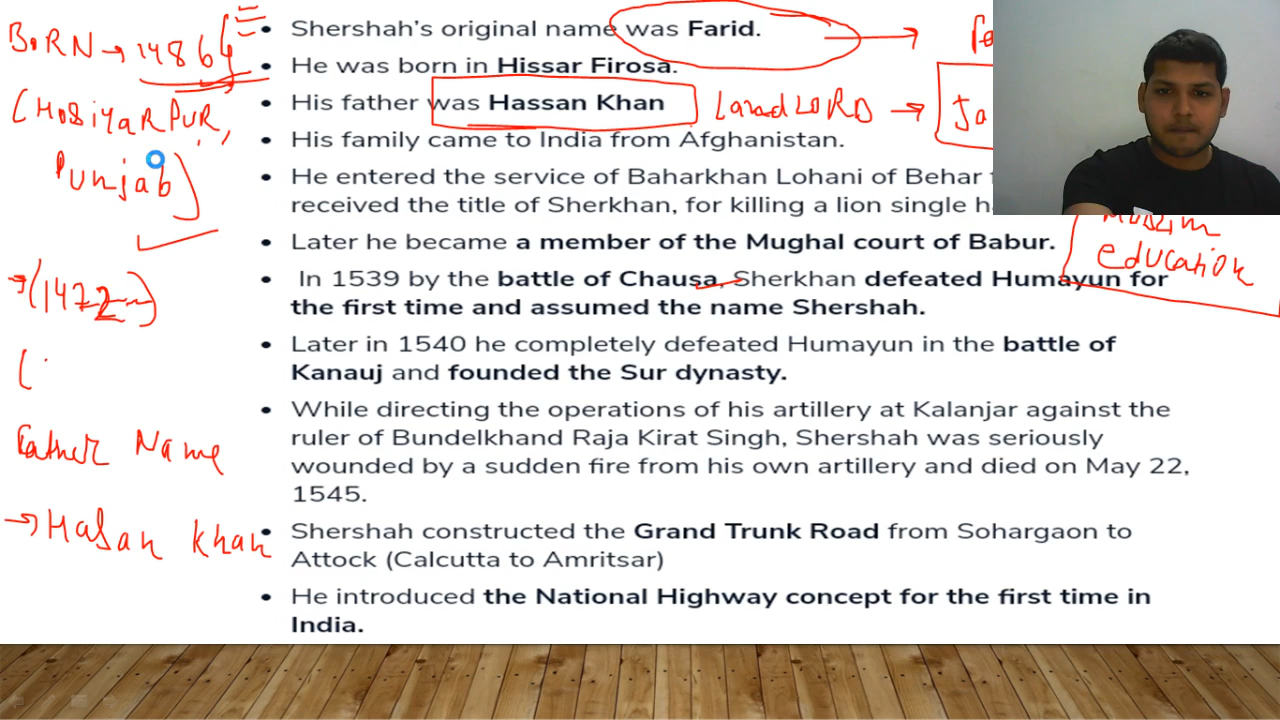 BORN → 1486
(HOSIYARPUR,
Punjab)
→ (1472)
Father Name
→ Hasan Khan
Shershah's original name was Farid.
He was born in Hissar Firosa.
His father was Hassan Khan
LandLORD →
His family came to India from Afghanistan.
He entered the service of Baharkhan Lohani of Behar
received the title of Sherkhan, for killing a lion single
education
Later he became a member of the Mughal court of Babur.
In 1539 by the battle of Chausa, Sherkhan defeated Humayun for
the first time and assumed the name Shershah.
Later in 1540 he completely defeated Humayun in the battle of
Kanauj and founded the Sur dynasty.
While directing the operations of his artillery at Kalanjar against the
ruler of Bundelkhand Raja Kirat Singh, Shershah was seriously
wounded by a sudden fire from his own artillery and died on May 22,
1545.
Shershah constructed the Grand Trunk Road from Sohargaon to
Attock (Calcutta to Amritsar)
He introduced the National Highway concept for the first time in
India.